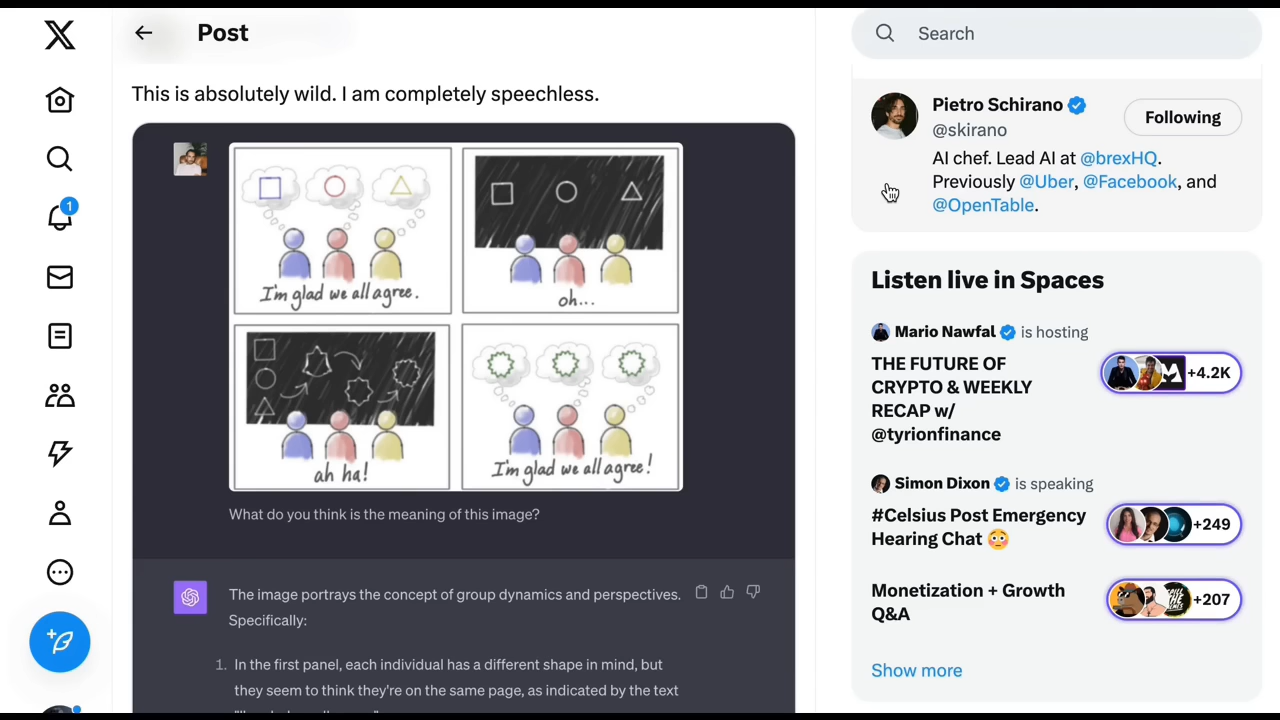 Post
This is absolutely wild. I am completely speechless.
I'm glad we all agree.
oh...
ah ha!
I'm glad we all agree!
What do you think is the meaning of this image?
The image portrays the concept of group dynamics and perspectives.
Specifically:
1. In the first panel, each individual has a different shape in mind, but
they seem to think they're on the same page, as indicated by the text
1
Search
Pietro Schirano
@skirano
Following
AI chef. Lead AI at @brexHQ.
Previously @Uber, @Facebook, and
@OpenTable.
Listen live in Spaces
Mario Nawfal is hosting
THE FUTURE OF
CRYPTO & WEEKLY
RECAP w/
@tyrionfinance
+4.2K
Simon Dixon is speaking
#Celsius Post Emergency
Hearing Chat 😳
+249
Monetization + Growth
Q&A
+207
Show more